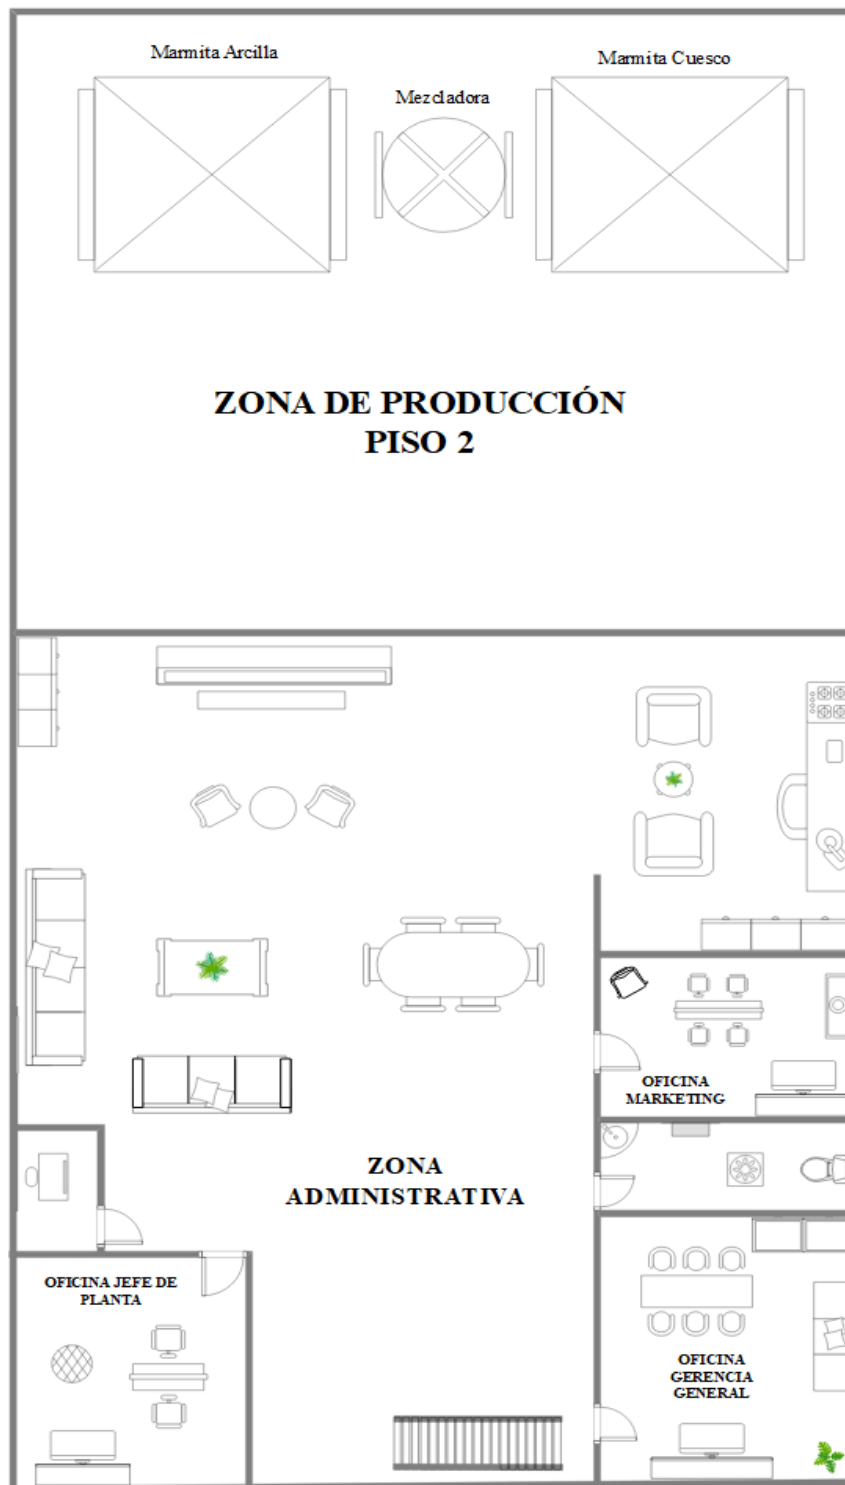 Marmita Arcilla
Marmita Cuesco
Mezcladora
ZONA DE PRODUCCIÓN
PISO 2
OFICINA
MARKETING
ZONA
ADMINISTRATIVA
OFICINA JEFE DE
PLANTA
OFICINA
GERENCIA
GENERAL